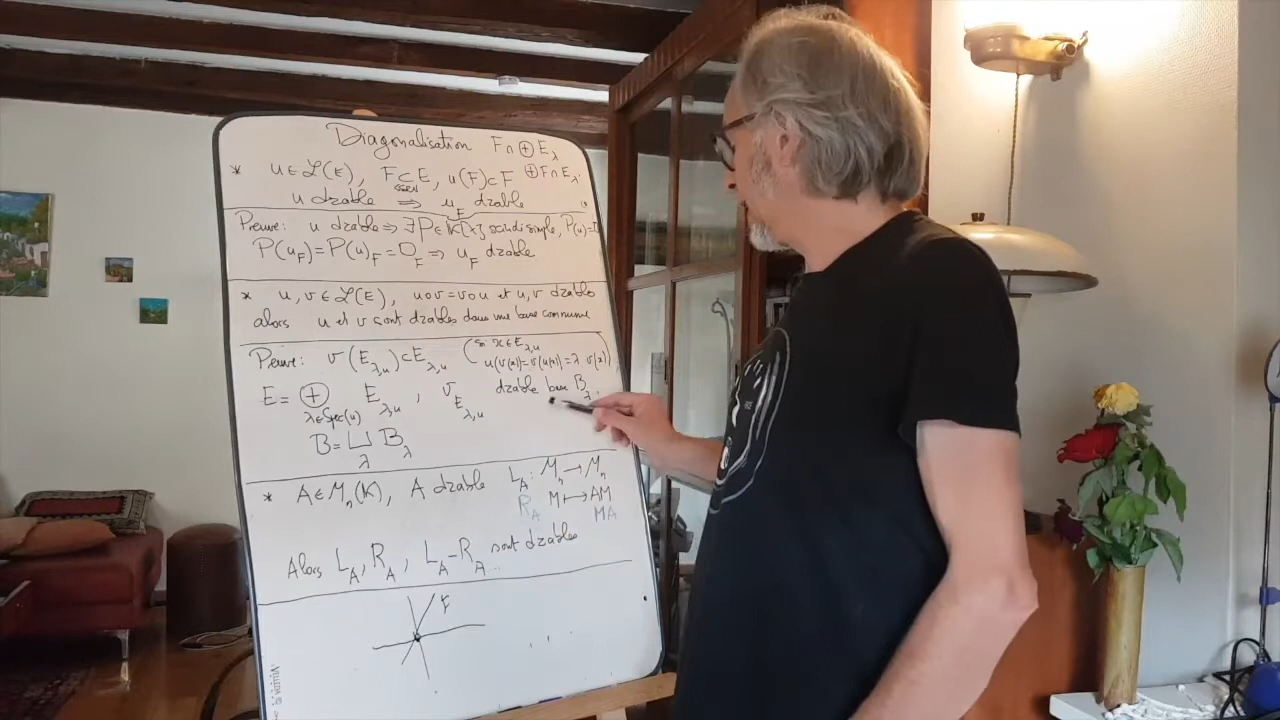 Diagonalisation F∩⊕E_λ
* u∈ℒ(E), F⊂E, u(F)⊂F ⊕F∩E_λ.
ssev
u dzable ⇒ u_F dzable
Preuve: u dzable ⇒ ∃P∈K[X] scindé simple, P(u)=0
P(u_F)=P(u)_F=0_F ⇒ u_F dzable
* u,v∈ℒ(E), u∘v=v∘u et u,v dzables
alors u et v sont dzables dans une base commune
Preuve: v(E_λ,u)⊂E_λ,u (si x∈E_λ,u
u(v(x))=v(u(x))=λ v(x))
E= ⊕ E_λ,u , v_E_λ,u dzable base B_λ.
λ∈Spec(u)
B=⊔ B_λ
λ
* A∈M_n(K), A dzable L_A: M_n→M_n
R_A M↦AM
MA
Alors L_A, R_A, L_A-R_A sont dzables
F